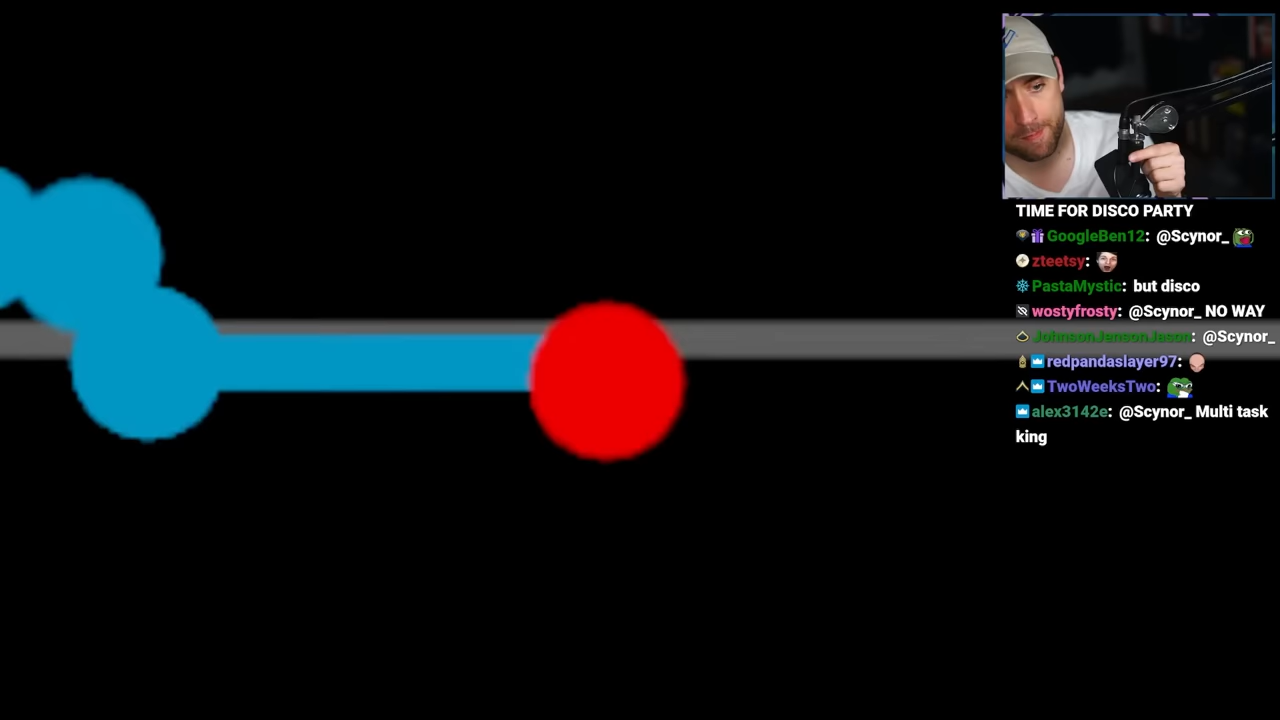 TIME FOR DISCO PARTY
GoogleBen12: @Scynor_
zteetsy:
PastaMystic: but disco
wostyfrosty: @Scynor_ NO WAY
JohnsonJensonJason: @Scynor_
redpandaslayer97:
TwoWeeksTwo:
alex3142e: @Scynor_ Multi task
king